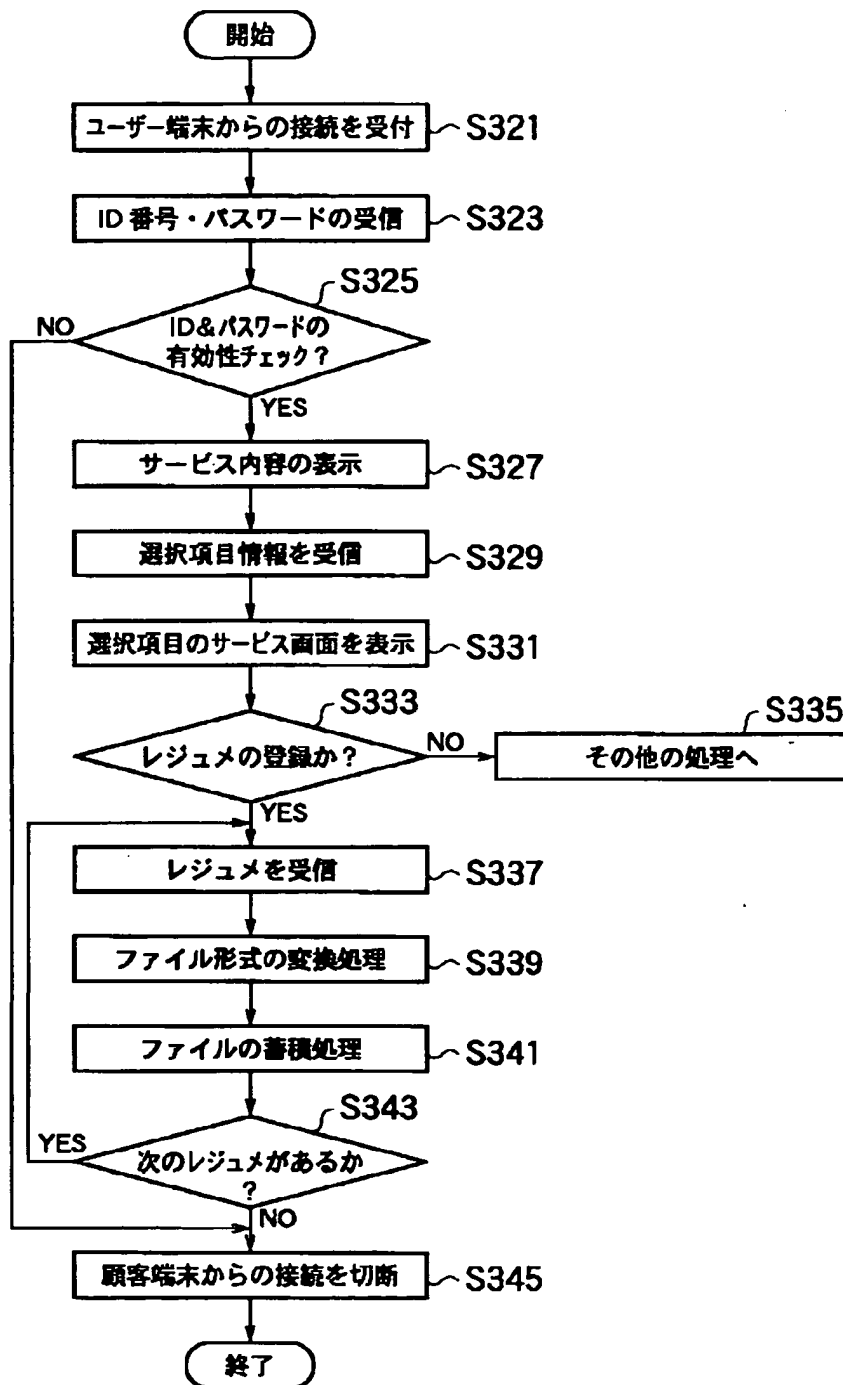 開始
ユーザー端末からの接続を受付
S321
ID番号・パスワードの受信
S323
S325
ID&パスワードの
有効性チェック?
NO
YES
サービス内容の表示
S327
選択項目情報を受信
S329
選択項目のサービス画面を表示
S331
S333
レジュメの登録か?
NO
S335
その他の処理へ
YES
レジュメを受信
S337
ファイル形式の変換処理
S339
ファイルの蓄積処理
S341
S343
YES
次のレジュメがあるか
?
NO
顧客端末からの接続を切断
S345
終了